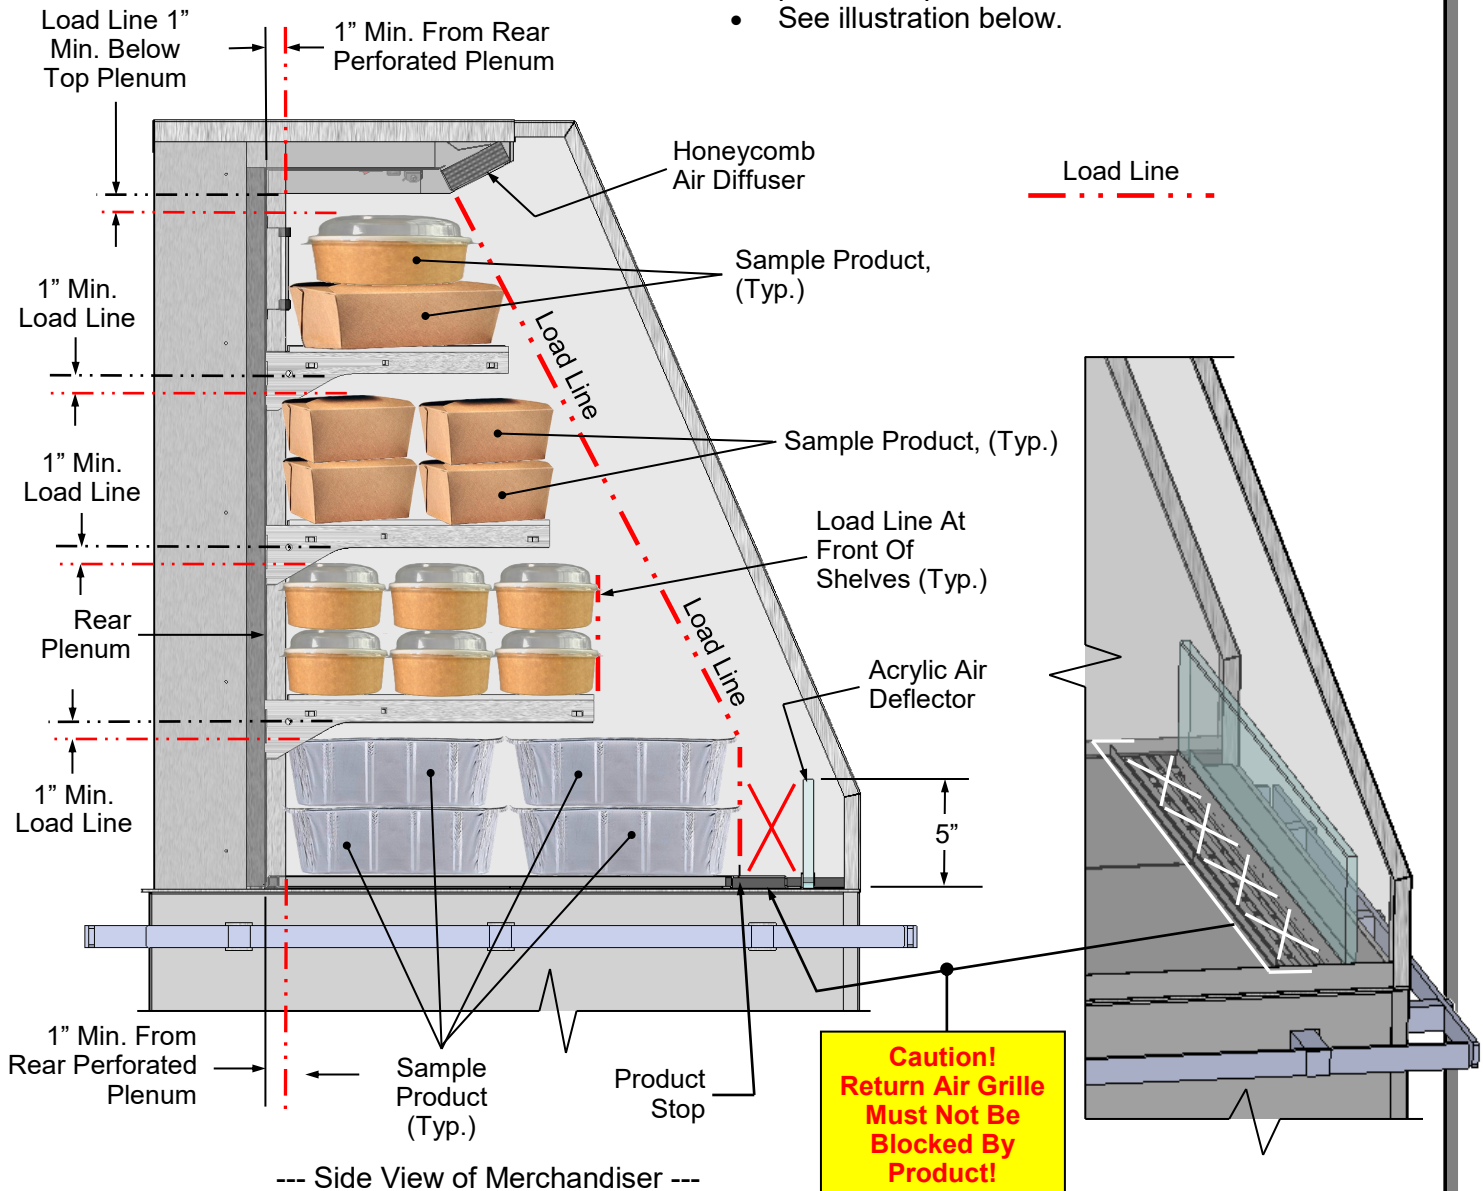 • See illustration below.
Load Line 1”
Min. Below
Top Plenum
1” Min. From Rear
Perforated Plenum
Honeycomb
Air Diffuser
Load Line
Sample Product,
(Typ.)
1” Min.
Load Line
Load Line
Sample Product, (Typ.)
1” Min.
Load Line
Load Line At
Front Of
Shelves (Typ.)
Rear
Plenum
Load Line
Acrylic Air
Deflector
1” Min.
Load Line
5”
1” Min. From
Rear Perforated
Plenum
Sample
Product
(Typ.)
Product
Stop
Caution!
Return Air Grille
Must Not Be
Blocked By
Product!
--- Side View of Merchandiser ---